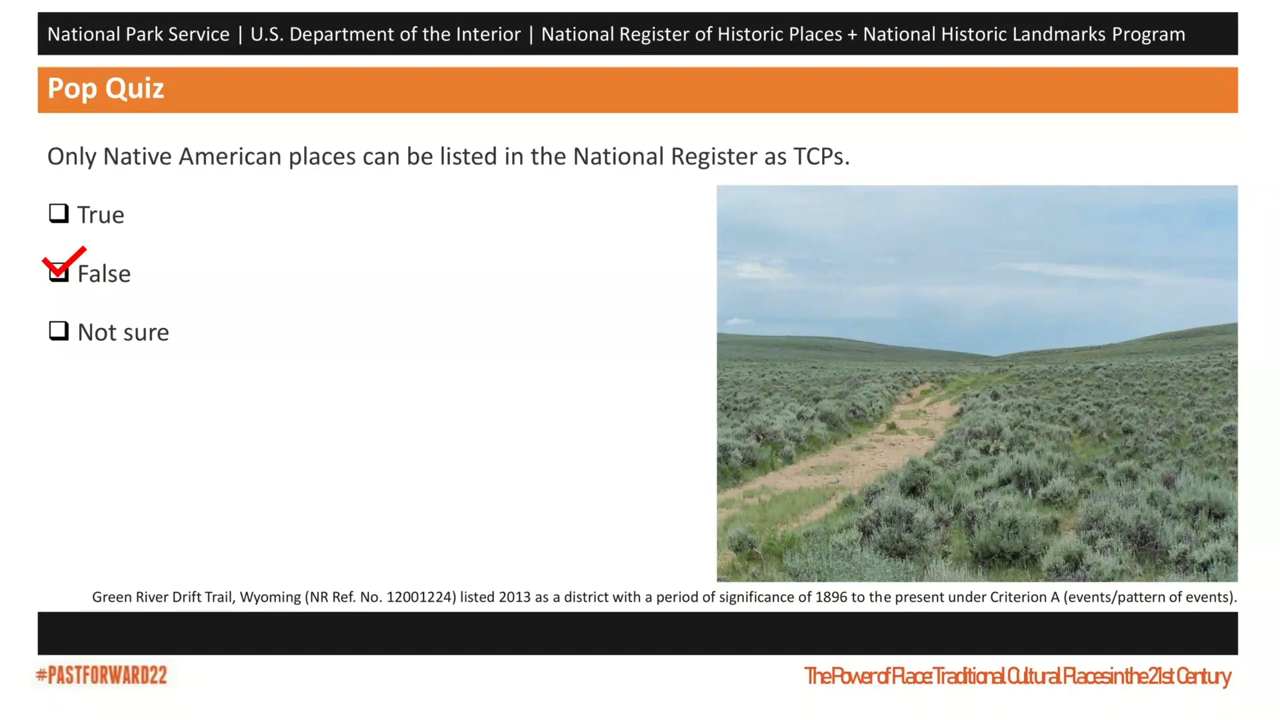 National Park Service | U.S. Department of the Interior | National Register of Historic Places + National Historic Landmarks Program
Pop Quiz
Only Native American places can be listed in the National Register as TCPs.
True
False
Not sure
Green River Drift Trail, Wyoming (NR Ref. No. 12001224) listed 2013 as a district with a period of significance of 1896 to the present under Criterion A (events/pattern of events).
#PASTFORWARD22
The Power of Place: Traditional Cultural Places in the 21st Century